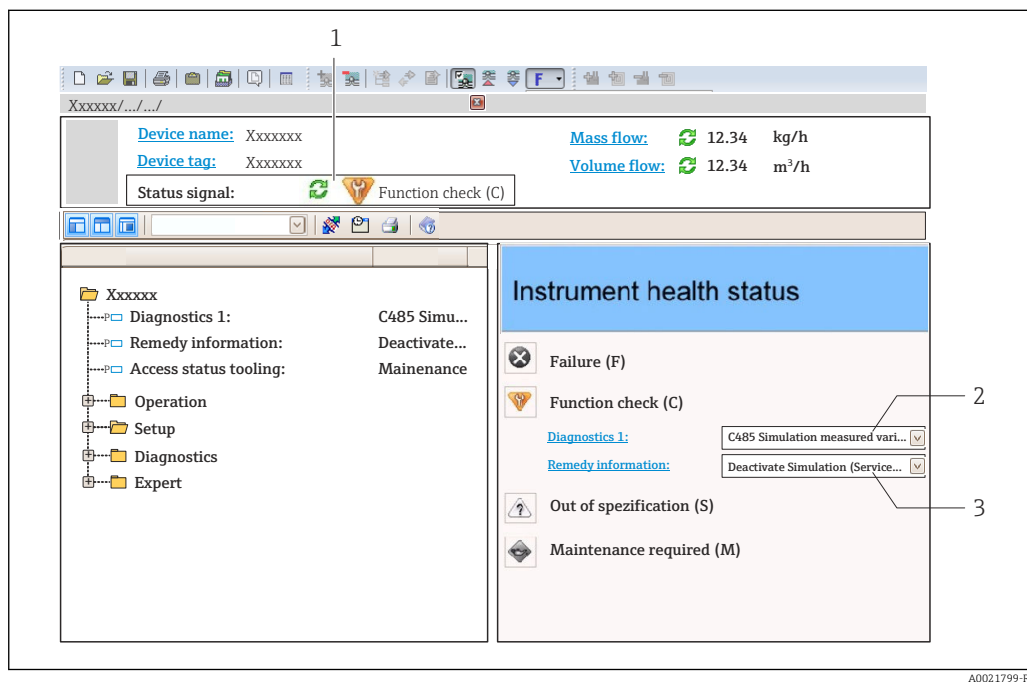 1
F
Xxxxxx/.../.../
Device name: Xxxxxxx
Mass flow: 12.34 kg/h
Device tag: Xxxxxxx
Volume flow: 12.34 m³/h
Status signal: Function check (C)
Xxxxxx
P Diagnostics 1: C485 Simu...
P Remedy information: Deactivate...
P Access status tooling: Mainenance
Operation
Setup
Diagnostics
Expert
Instrument health status
Failure (F)
Function check (C)
2
Diagnostics 1: C485 Simulation measured vari...
Remedy information: Deactivate Simulation (Service...
Out of spezification (S)
3
Maintenance required (M)